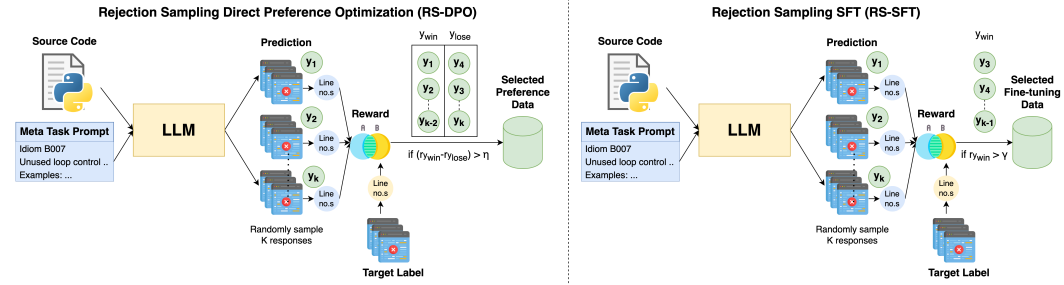 Rejection Sampling Direct Preference Optimization (RS-DPO)
Source Code
Meta Task Prompt
Idiom B007
Unused loop control ..
Examples: ...
LLM
Prediction
y1
Line
no.s
y2
Line
no.s
yk
Line
no.s
Randomly sample
K responses
Reward
A B
Line
no.s
Target Label
ywin ylose
y1 y4
y2 y3
yk-2 yk
if (rywin-rylose) > η
Selected
Preference
Data
Rejection Sampling SFT (RS-SFT)
Source Code
Meta Task Prompt
Idiom B007
Unused loop control ..
Examples: ...
LLM
Prediction
y1
Line
no.s
y2
Line
no.s
yk
Line
no.s
Randomly sample
K responses
Reward
A B
Line
no.s
Target Label
ywin
y3
y4
yk-1
if rywin > γ
Selected
Fine-tuning
Data